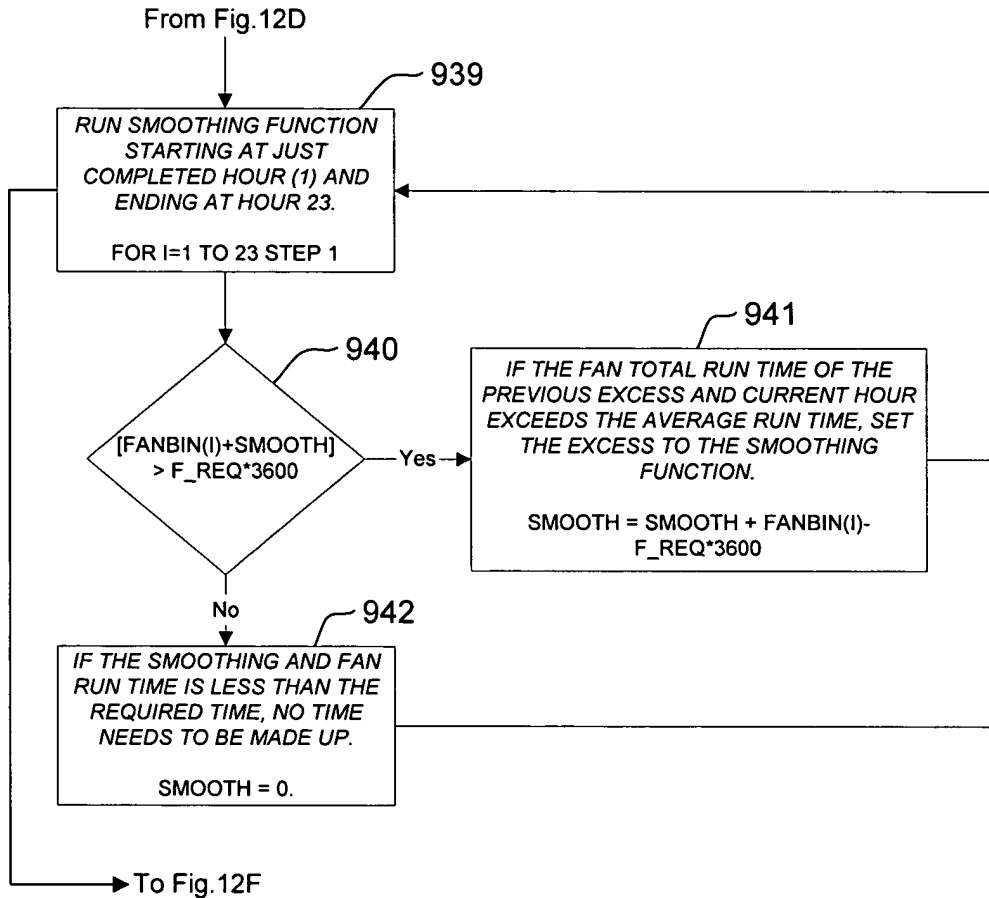 From Fig.12D
939
RUN SMOOTHING FUNCTION
STARTING AT JUST
COMPLETED HOUR (1) AND
ENDING AT HOUR 23.
FOR I=1 TO 23 STEP 1
940
[FANBIN(I)+SMOOTH]
> F_REQ*3600
Yes
941
IF THE FAN TOTAL RUN TIME OF THE
PREVIOUS EXCESS AND CURRENT HOUR
EXCEEDS THE AVERAGE RUN TIME, SET
THE EXCESS TO THE SMOOTHING
FUNCTION.
SMOOTH = SMOOTH + FANBIN(I)-
F_REQ*3600
No
942
IF THE SMOOTHING AND FAN
RUN TIME IS LESS THAN THE
REQUIRED TIME, NO TIME
NEEDS TO BE MADE UP.
SMOOTH = 0.
To Fig.12F